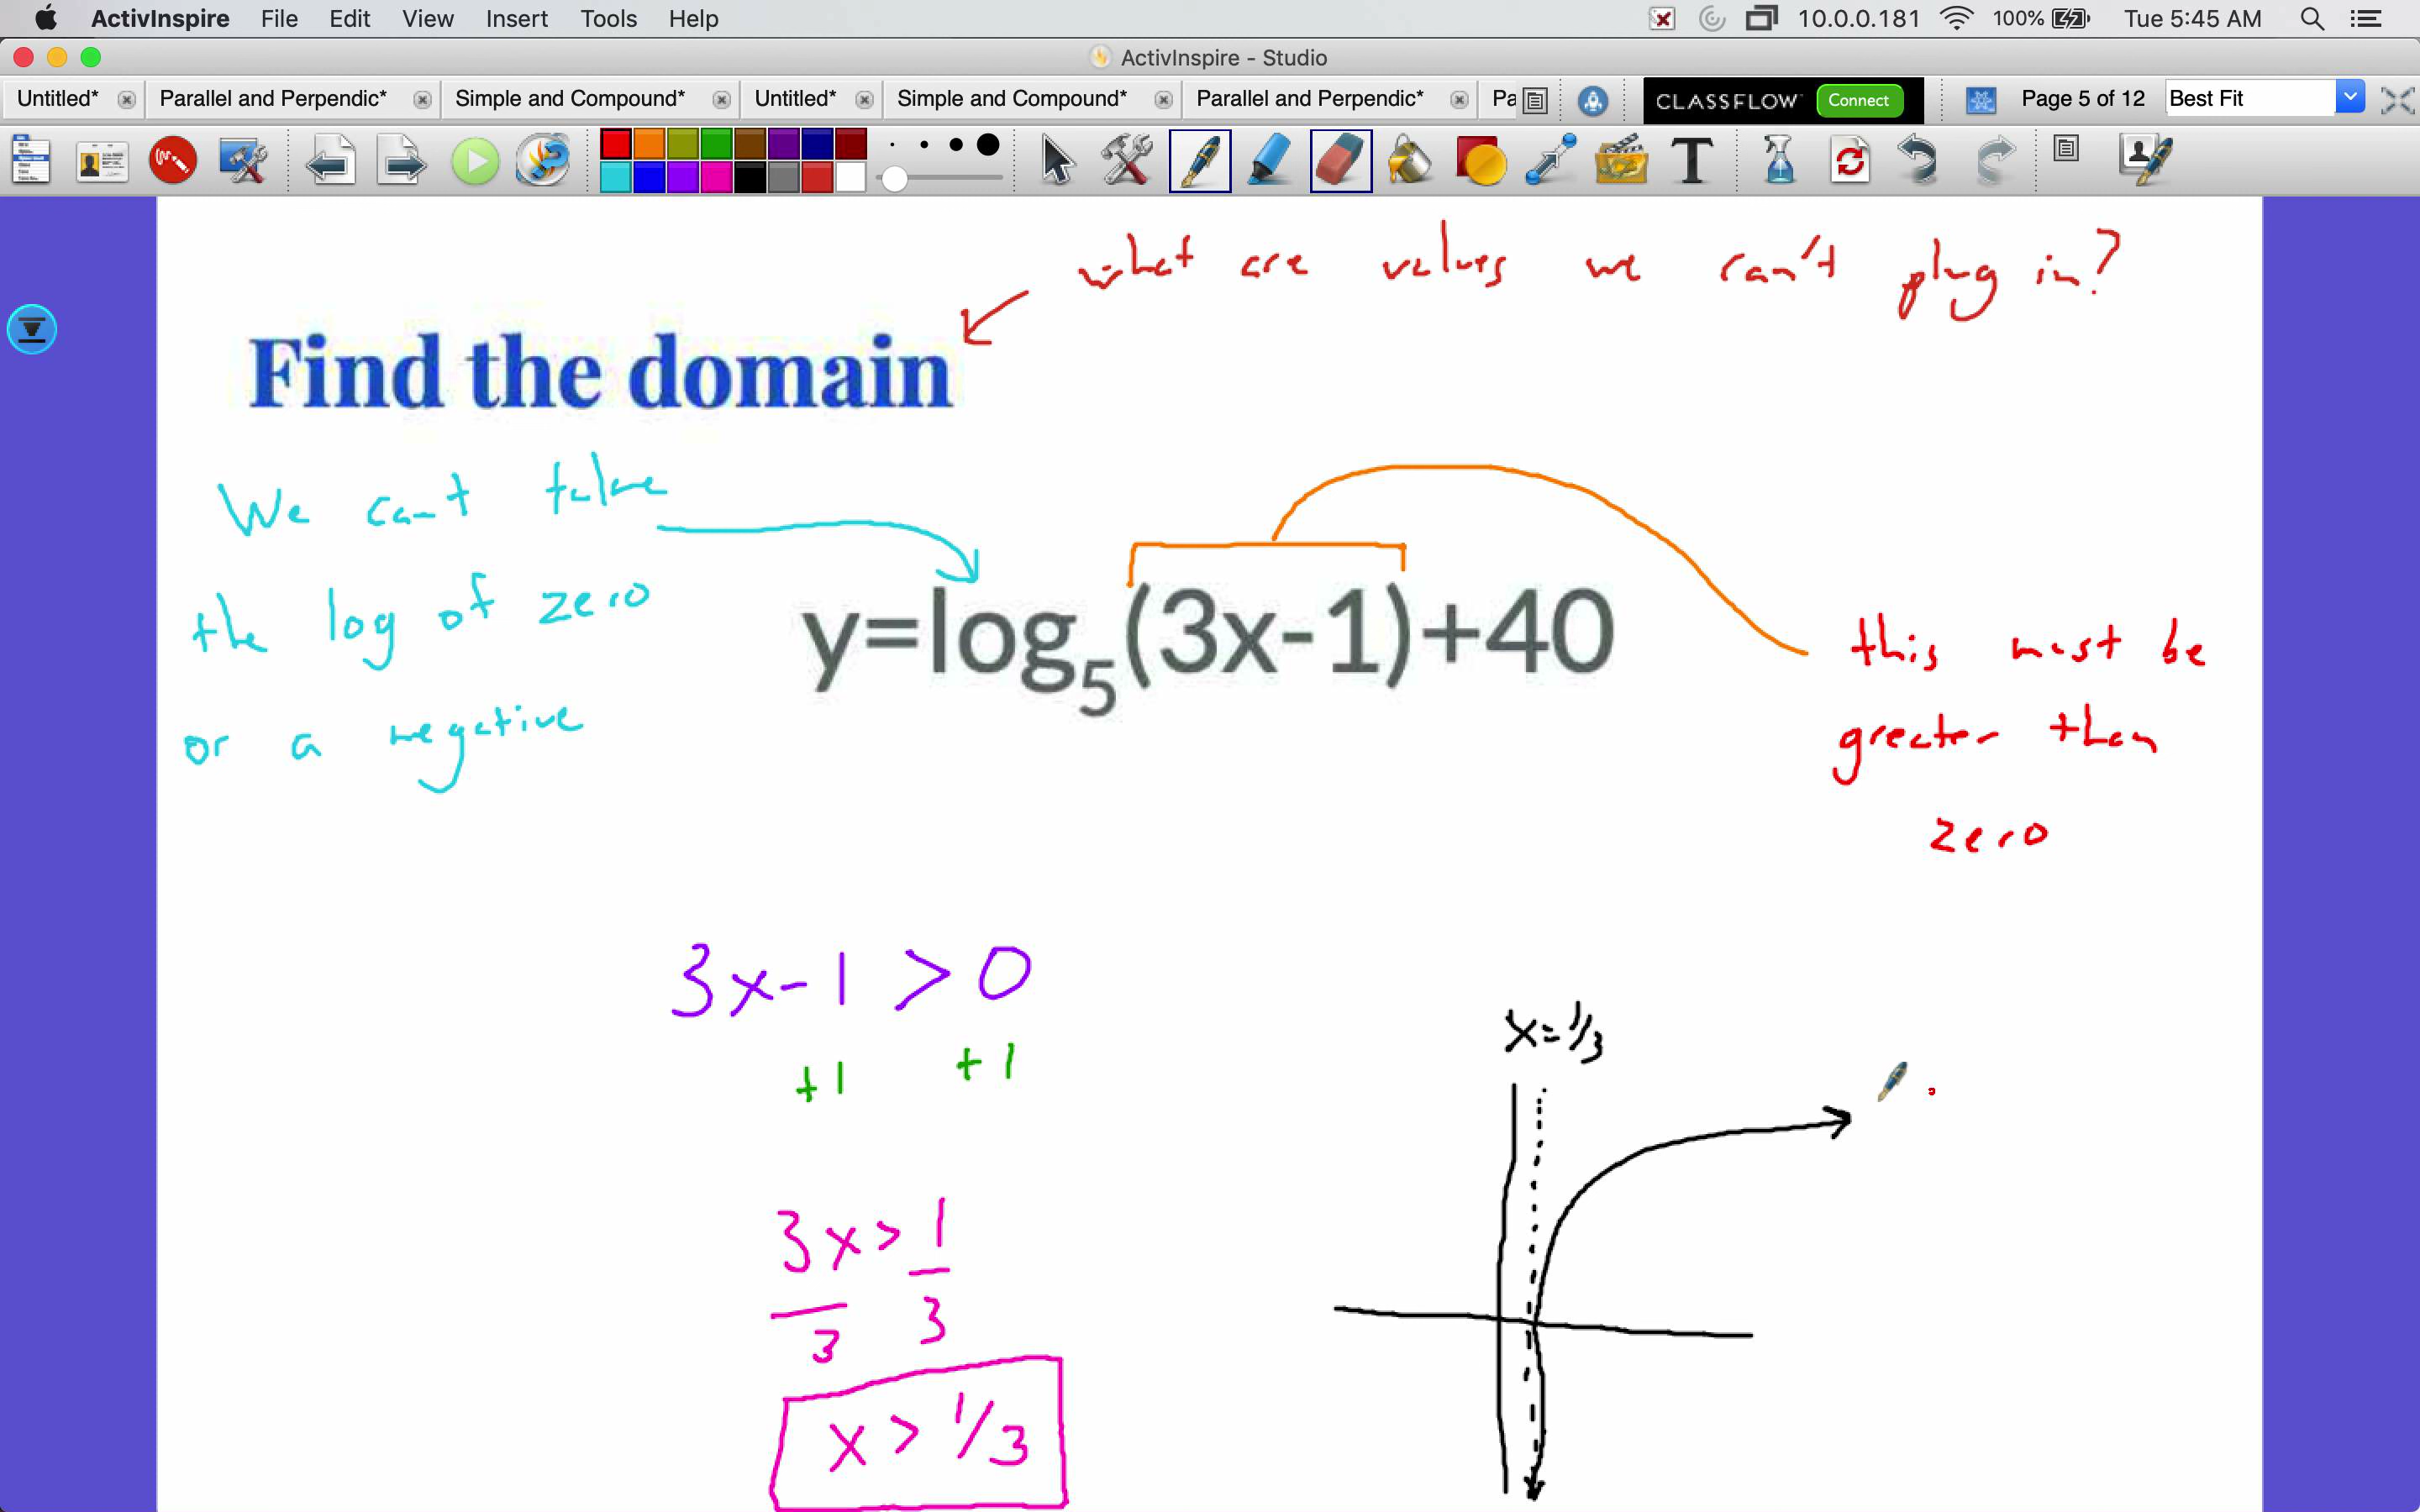 ActivInspire File Edit View Insert Tools Help 10.0.0.181 100% Tue 5:45 AM
ActivInspire - Studio
Untitled* Parallel and Perpendic* Simple and Compound* Untitled* Simple and Compound* Parallel and Perpendic* Pa CLASSFLOW Connect Page 5 of 12 Best Fit
T
what are values we can't plug in?
Find the domain
We can't take
the log of zero
or a negative
y=log₅(3x-1)+40
this must be
greater than
zero
3x-1 > 0
+1 +1
3x > 1
3 3
x > 1/3
x = 1/3